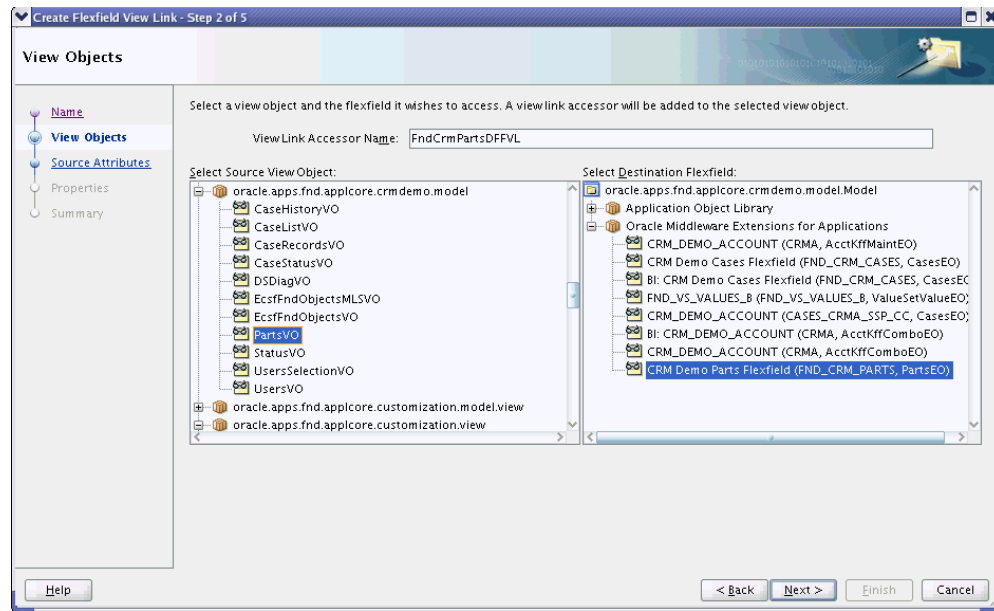 Create Flexfield View Link - Step 2 of 5
View Objects
Name
View Objects
Source Attributes
Properties
Summary
Select a view object and the flexfield it wishes to access. A view link accessor will be added to the selected view object.
View Link Accessor Name: FndCrmPartsDFFVL
Select Source View Object:
oracle.apps.fnd.applcore.crmdemo.model
CaseHistoryVO
CaseListVO
CaseRecordsVO
CaseStatusVO
DSDiagVO
EcsfFndObjectsMLSVO
EcsfFndObjectsVO
PartsVO
StatusVO
UsersSelectionVO
UsersVO
oracle.apps.fnd.applcore.customization.model.view
oracle.apps.fnd.applcore.customization.view
Select Destination Flexfield:
oracle.apps.fnd.applcore.crmdemo.model.Model
Application Object Library
Oracle Middleware Extensions for Applications
CRM_DEMO_ACCOUNT (CRMA, AcctKffMaintEO)
CRM Demo Cases Flexfield (FND_CRM_CASES, CasesEO)
BI: CRM Demo Cases Flexfield (FND_CRM_CASES, CasesEO
FND_VS_VALUES_B (FND_VS_VALUES_B, ValueSetValueEO)
CRM_DEMO_ACCOUNT (CASES_CRMA_SSP_CC, CasesEO)
BI: CRM_DEMO_ACCOUNT (CRMA, AcctKffComboEO)
CRM_DEMO_ACCOUNT (CRMA, AcctKffComboEO)
CRM Demo Parts Flexfield (FND_CRM_PARTS, PartsEO)
Help
< Back
Next >
Finish
Cancel